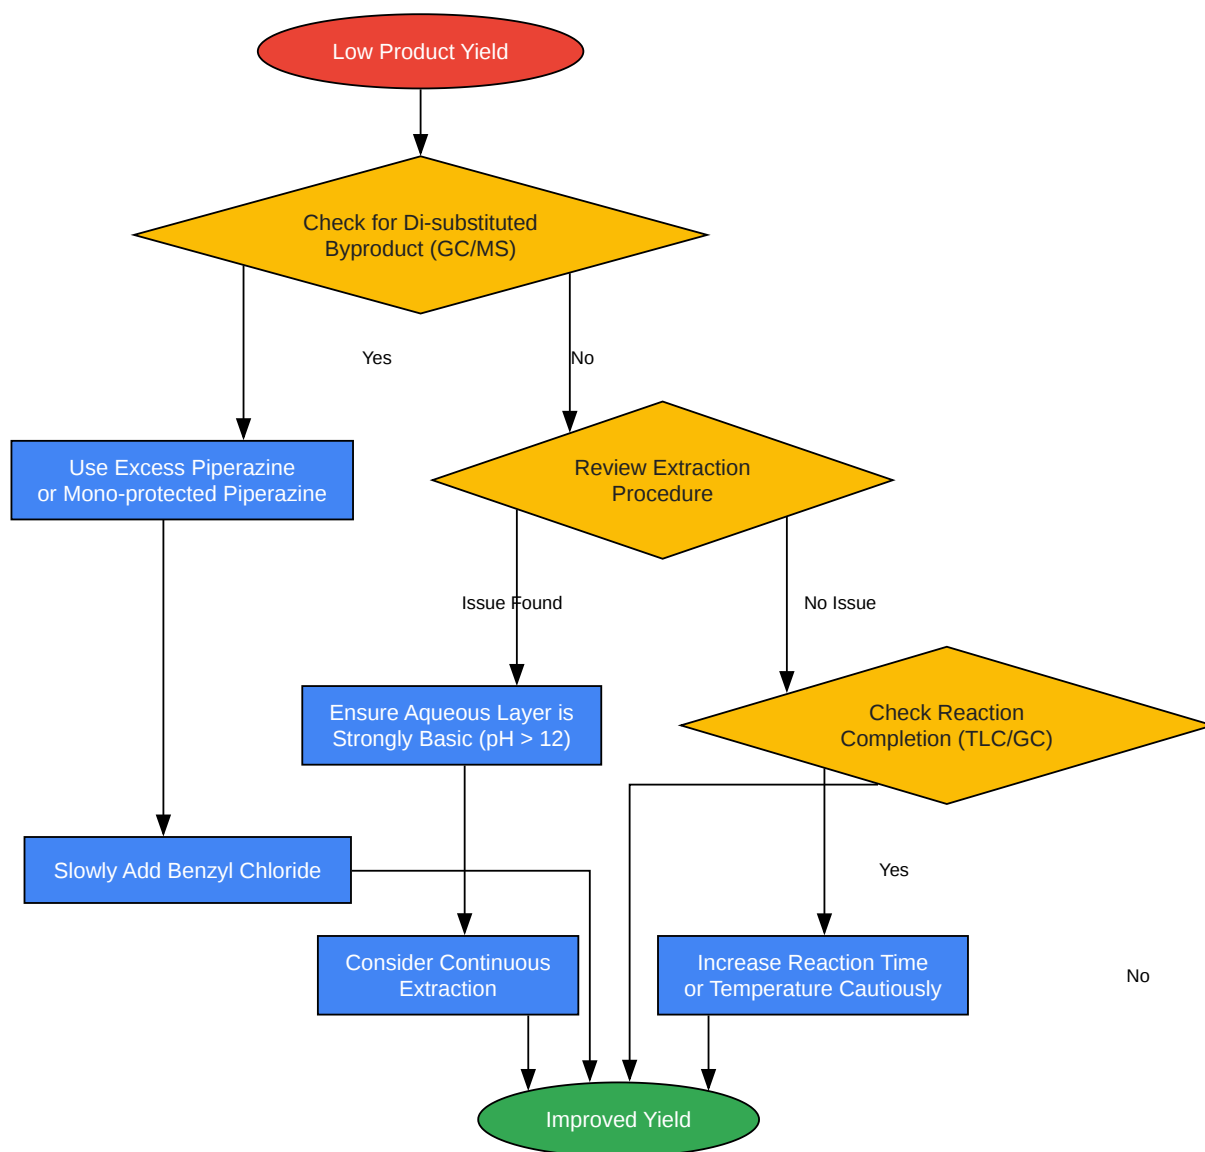 Low Product Yield
Check for Di-substituted
Byproduct (GC/MS)
Yes
No
Use Excess Piperazine
or Mono-protected Piperazine
Review Extraction
Procedure
Issue Found
No Issue
Ensure Aqueous Layer is
Strongly Basic (pH > 12)
Check Reaction
Completion (TLC/GC)
Slowly Add Benzyl Chloride
Yes
Consider Continuous
Extraction
Increase Reaction Time
or Temperature Cautiously
No
Improved Yield